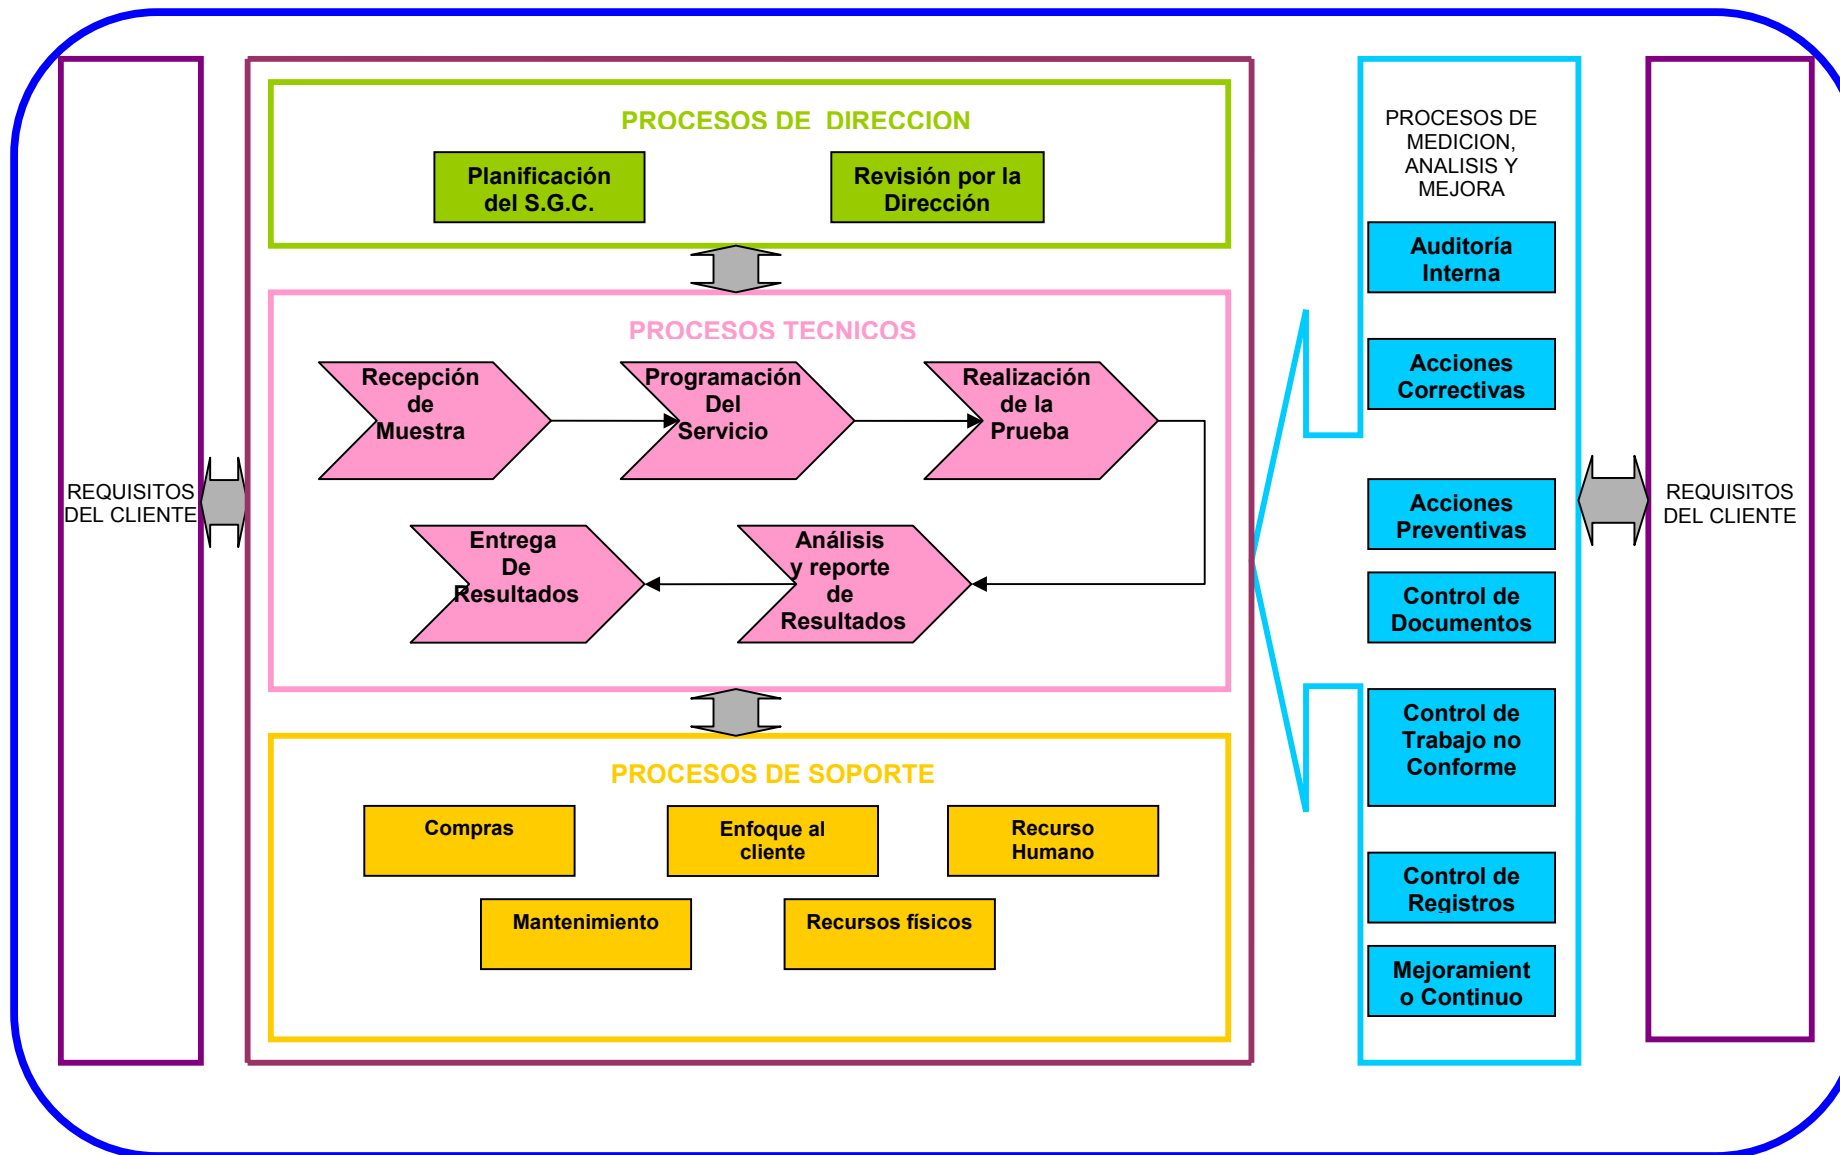 REQUISITOS
DEL CLIENTE
PROCESOS DE DIRECCION
Planificación
del S.G.C.
Revisión por la
Dirección
PROCESOS TECNICOS
Recepción
de
Muestra
Programación
Del
Servicio
Realización
de la
Prueba
Entrega
De
Resultados
Análisis
y reporte
de
Resultados
PROCESOS DE SOPORTE
Compras
Enfoque al
cliente
Recurso
Humano
Mantenimiento
Recursos físicos
PROCESOS DE
MEDICION,
ANALISIS Y
MEJORA
Auditoría
Interna
Acciones
Correctivas
Acciones
Preventivas
Control de
Documentos
Control de
Trabajo no
Conforme
Control de
Registros
Mejoramient
o Continuo
REQUISITOS
DEL CLIENTE